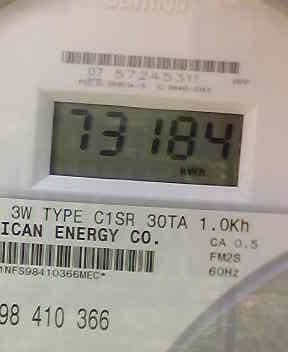 07 57245311
73184
kWh
3W TYPE C1SR 30TA 1.0Kh
ICAN ENERGY CO.
CA 0.5
FM2S
60Hz
1NFS98410366MEC*
98 410 366